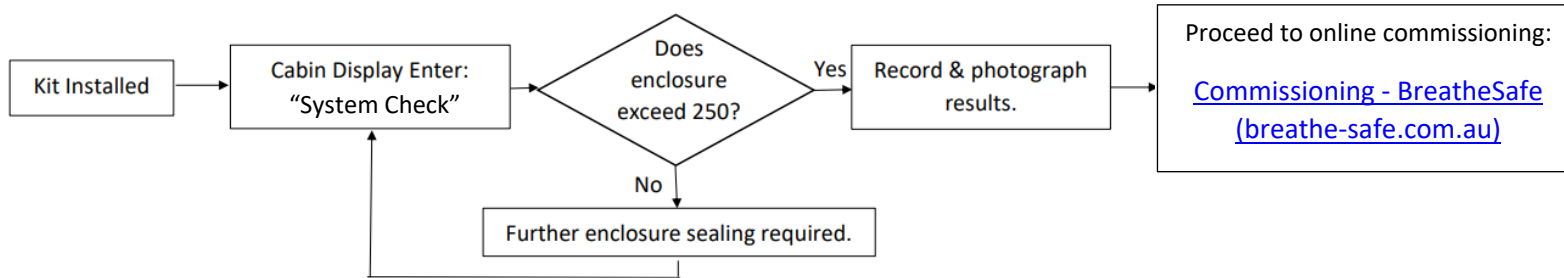 Kit Installed
Cabin Display Enter:
“System Check”
Does
enclosure
exceed 250?
Yes
Record & photograph
results.
Proceed to online commissioning:
Commissioning - BreatheSafe
(breathe-safe.com.au)
No
Further enclosure sealing required.